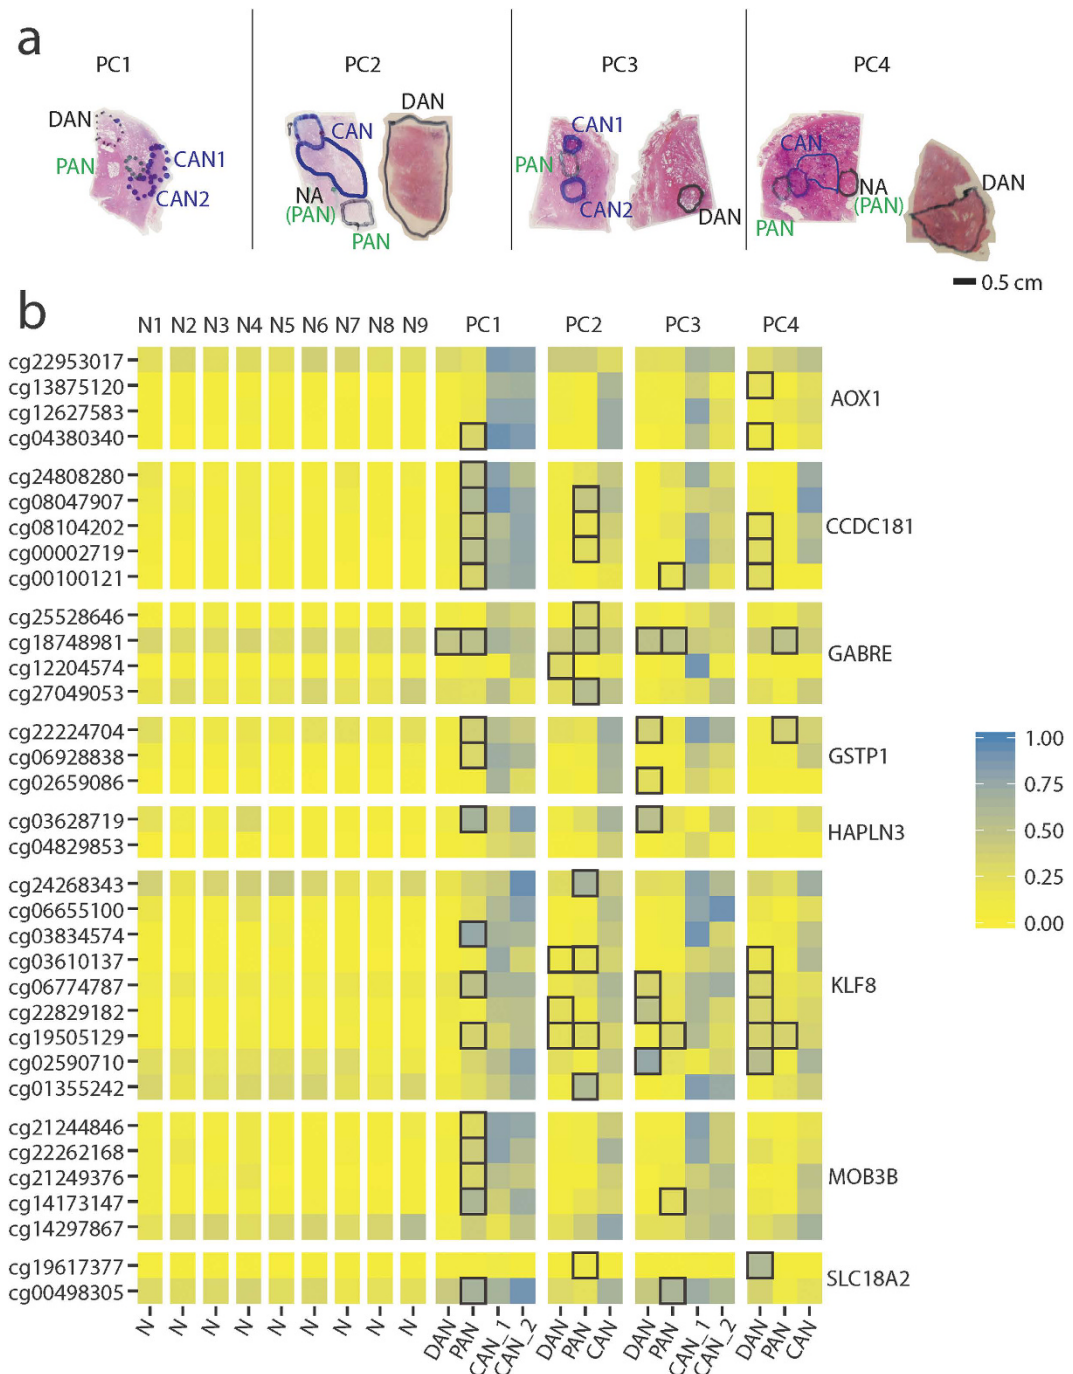 a
PC1 PC2 PC3 PC4
DAN
PAN
CAN1
CAN2
CAN
DAN
NA
(PAN)
PAN
CAN1
PAN
CAN2
DAN
CAN
NA
(PAN)
PAN
DAN
0.5 cm
b
N1 N2 N3 N4 N5 N6 N7 N8 N9 PC1 PC2 PC3 PC4
cg22953017
cg13875120
cg12627583
cg04380340
AOX1
cg24808280
cg08047907
cg08104202
cg00002719
cg00100121
CCDC181
cg25528646
cg18748981
cg12204574
cg27049053
GABRE
cg22224704
cg06928838
cg02659086
GSTP1
cg03628719
cg04829853
HAPLN3
cg24268343
cg06655100
cg03834574
cg03610137
cg06774787
cg22829182
cg19505129
cg02590710
cg01355242
KLF8
cg21244846
cg22262168
cg21249376
cg14173147
cg14297867
MOB3B
cg19617377
cg00498305
SLC18A2
1.00
0.75
0.50
0.25
0.00
N N N N N N N N N DAN PAN CAN_1 CAN_2 DAN PAN CAN DAN PAN CAN_1 CAN_2 DAN PAN CAN